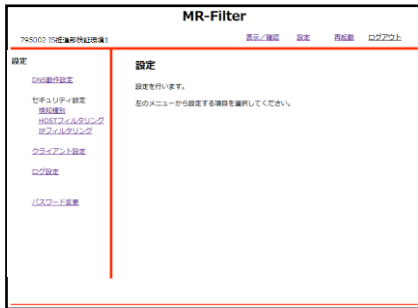 MR-Filter
795002 IS推進部検証環境1
表示／確認 設定 再起動 ログアウト
設定
DNS動作設定
セキュリティ設定
検知種別
HOSTフィルタリング
IPフィルタリング
クライアント設定
ログ設定
パスワード変更
設定
設定を行います。
左のメニューから設定する項目を選択してください。